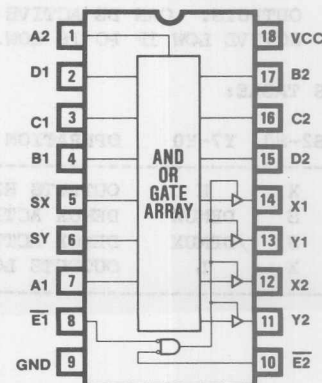 A2 1 18 VCC
D1 2 17 B2
C1 3 16 C2
B1 4 15 D2
AND
OR
GATE
ARRAY
SX 5 14 X1
SY 6 13 Y1
A1 7 12 X2
E1 8 11 Y2
GND 9 10 E2